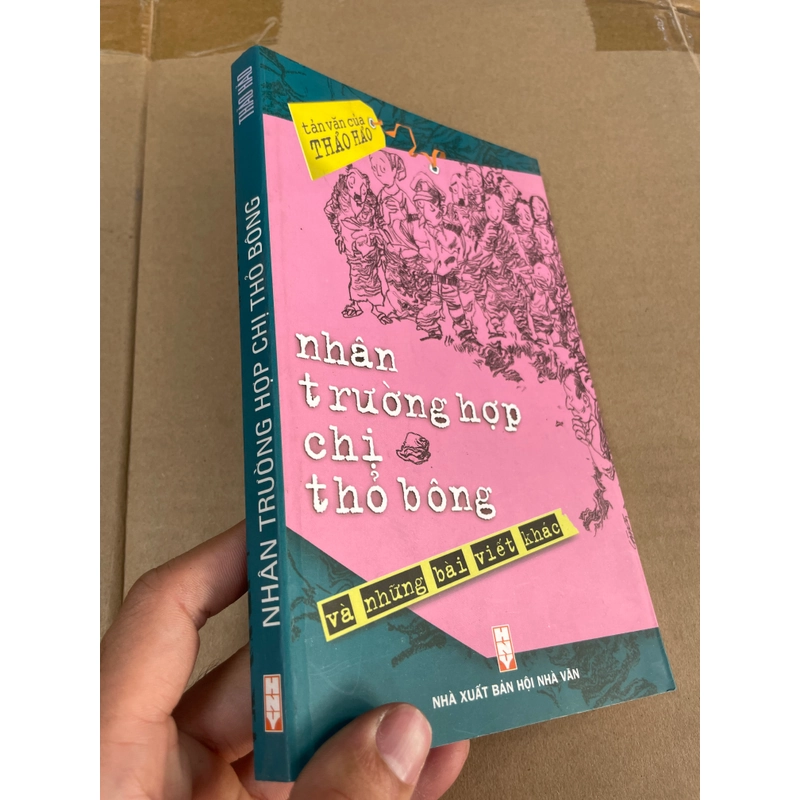 tản văn của
THẢO HẢO
nhân
trường hợp
chị
thỏ bông
và những bài viết khác
HNV
NHÀ XUẤT BẢN HỘI NHÀ VĂN
THẢO HẢO
NHÂN TRƯỜNG HỢP CHỊ THỎ BÔNG
HNV